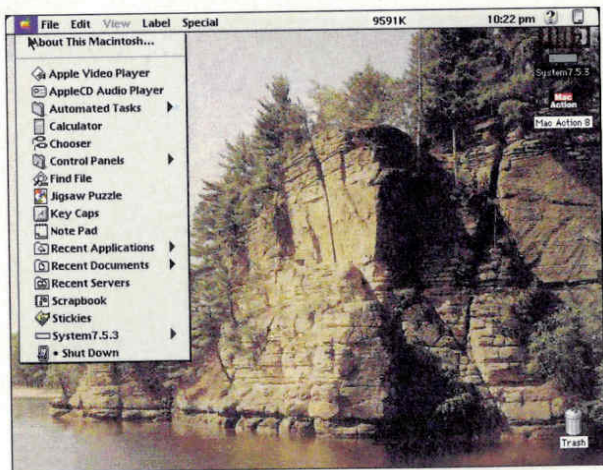 File Edit View Label Special 9591K 10:22 pm
About This Macintosh...
Apple Video Player
AppleCD Audio Player
Automated Tasks
Calculator
Chooser
Control Panels
Find File
Jigsaw Puzzle
Key Caps
Note Pad
Recent Applications
Recent Documents
Recent Servers
Scrapbook
Stickies
System7.5.3
• Shut Down
System7.5.3
Mac Action
Mac Action 8
Trash